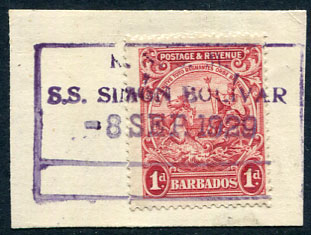 POSTAGE & REVENUE
S.S. SIMON BOLIVAR
-8 SEP. 1929
1d BARBADOS 1d